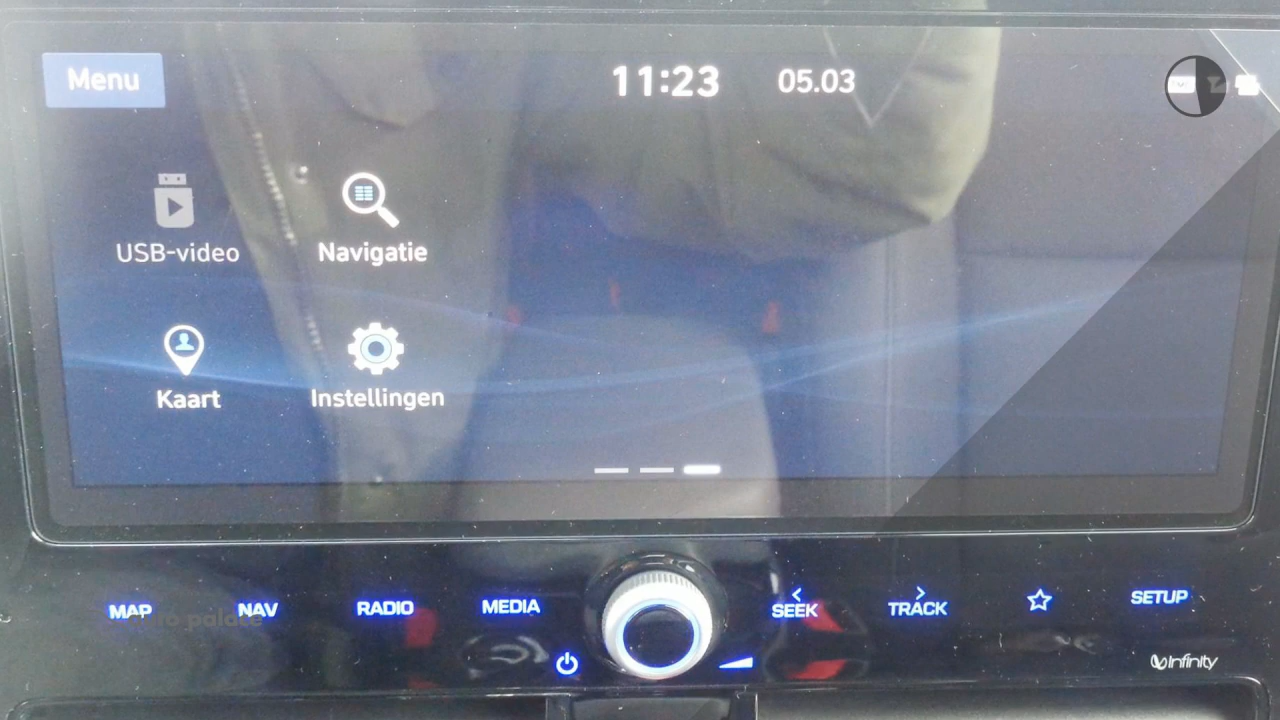 Menu 11:23 05.03
USB-video Navigatie
Kaart Instellingen
MAP NAV RADIO MEDIA SEEK TRACK SETUP
Infinity